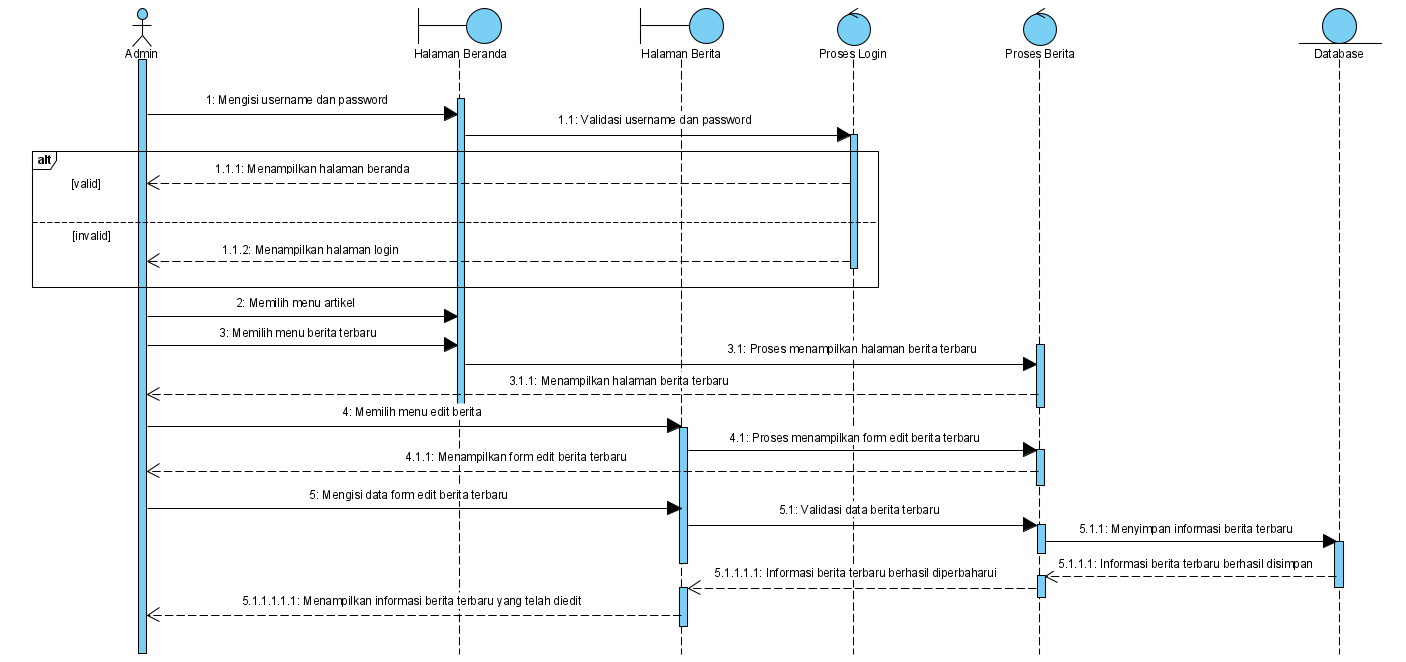 Admin
Halaman Beranda
Halaman Berita
Proses Login
Proses Berita
Database
1: Mengisi username dan password
1.1: Validasi username dan password
alt
1.1.1: Menampilkan halaman beranda
[valid]
[invalid]
1.1.2: Menampilkan halaman login
2: Memilih menu artikel
3: Memilih menu berita terbaru
3.1: Proses menampilkan halaman berita terbaru
3.1.1: Menampilkan halaman berita terbaru
4: Memilih menu edit berita
4.1: Proses menampilkan form edit berita terbaru
4.1.1: Menampilkan form edit berita terbaru
5: Mengisi data form edit berita terbaru
5.1: Validasi data berita terbaru
5.1.1: Menyimpan informasi berita terbaru
5.1.1.1: Informasi berita terbaru berhasil disimpan
5.1.1.1.1: Informasi berita terbaru berhasil diperbaharui
5.1.1.1.1.1: Menampilkan informasi berita terbaru yang telah diedit